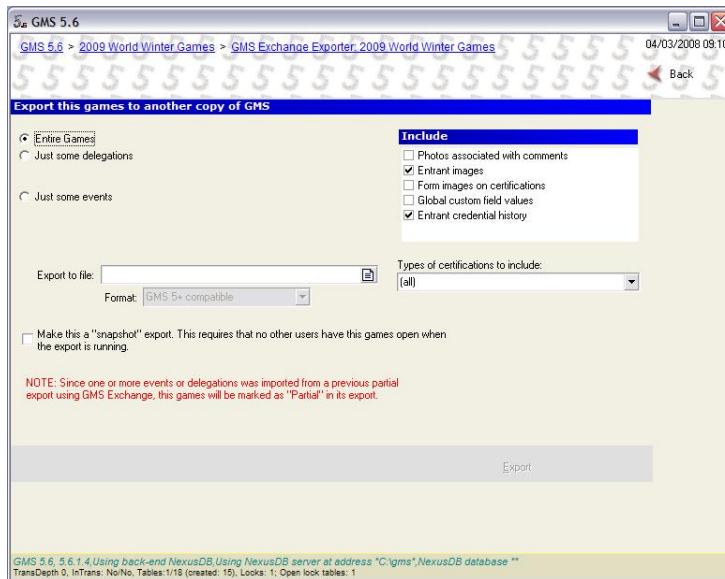 GMS 5.6
GMS 5.6 > 2009 World Winter Games > GMS Exchange Exporter: 2009 World Winter Games
04/03/2008 09:10
Back
Export this games to another copy of GMS
Entire Games
Just some delegations
Just some events
Include
Photos associated with comments
Entrant images
Form images on certifications
Global custom field values
Entrant credential history
Export to file:
Format: GMS 5+ compatible
Types of certifications to include:
(all)
Make this a "snapshot" export. This requires that no other users have this games open when
the export is running.
NOTE: Since one or more events or delegations was imported from a previous partial
export using GMS Exchange, this games will be marked as "Partial" in its export.
Export
GMS 5.6, 5.6.1.4,Using back-end NexusDB,Using NexusDB server at address "C:\gms",NexusDB database ""
TransDepth 0, InTrans: No/No, Tables:1/18 (created: 15), Locks: 1; Open lock tables: 1